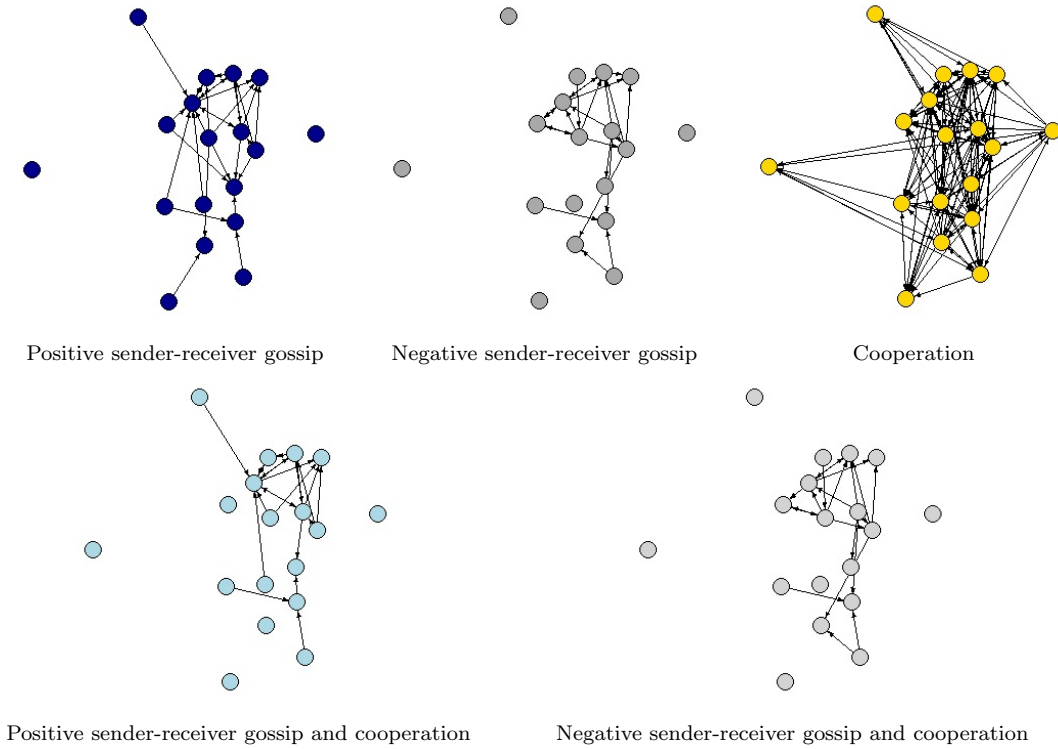 Positive sender-receiver gossip
Negative sender-receiver gossip
Cooperation
Positive sender-receiver gossip and cooperation
Negative sender-receiver gossip and cooperation